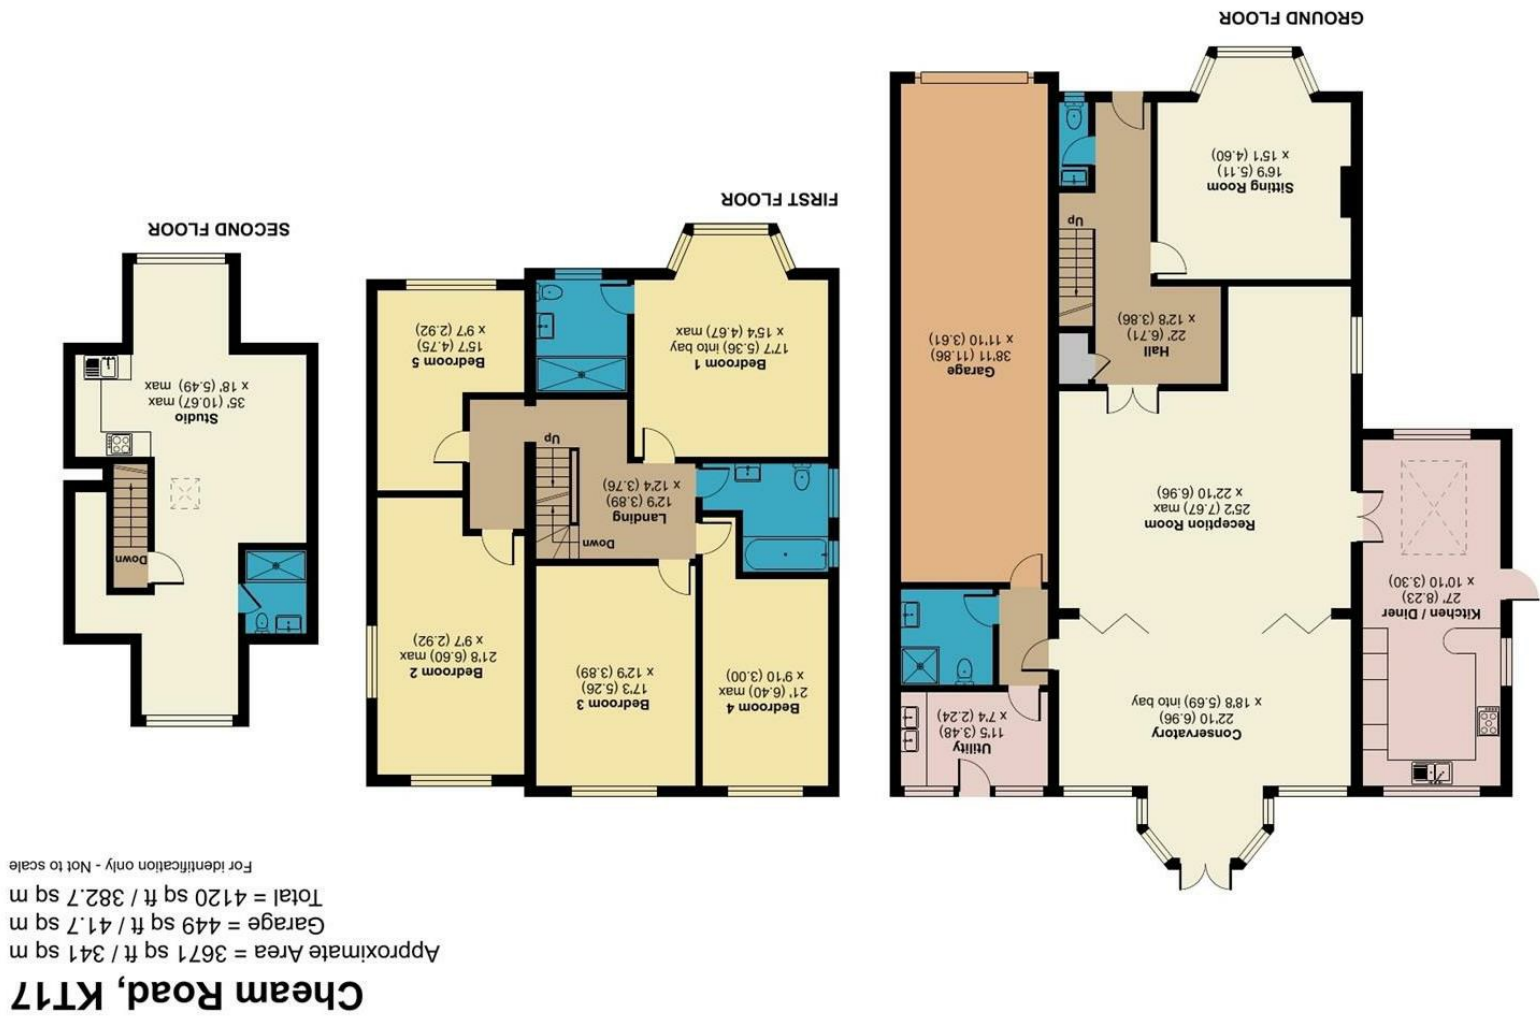 Cheam Road, KT17
Approximate Area = 3671 sq ft / 341 sq m
Garage = 449 sq ft / 41.7 sq m
Total = 4120 sq ft / 382.7 sq m
For identification only - Not to scale
Kitchen / Diner
27' (8.23)
x 10'10 (3.30)
Conservatory
22'10 (6.96)
x 18'8 (5.69) into bay
Utility
11'5 (3.48)
x 7'4 (2.24)
Reception Room
25'2 (7.67) max
x 22'10 (6.96)
Garage
38'11 (11.86)
x 11'10 (3.61)
Hall
22' (6.71)
x 12'8 (3.86)
Up
Sitting Room
16'9 (5.11)
x 15'1 (4.60)
GROUND FLOOR
Bedroom 4
21' (6.40) max
x 9'10 (3.00)
Bedroom 3
17'3 (5.26)
x 12'9 (3.89)
Bedroom 2
21'8 (6.60) max
x 9'7 (2.92)
Down
Landing
12'9 (3.89)
x 12'4 (3.76)
Up
Bedroom 1
17'7 (5.36) into bay
x 15'4 (4.67) max
Bedroom 5
15'7 (4.75)
x 9'7 (2.92)
FIRST FLOOR
Down
Studio
35' (10.67) max
x 18' (5.49) max
SECOND FLOOR